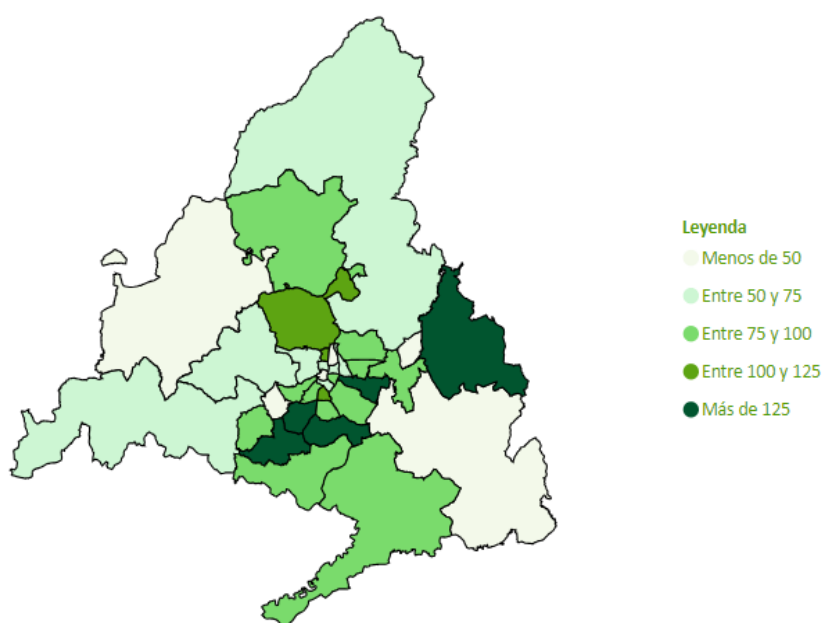 Leyenda
Menos de 50
Entre 50 y 75
Entre 75 y 100
Entre 100 y 125
Más de 125